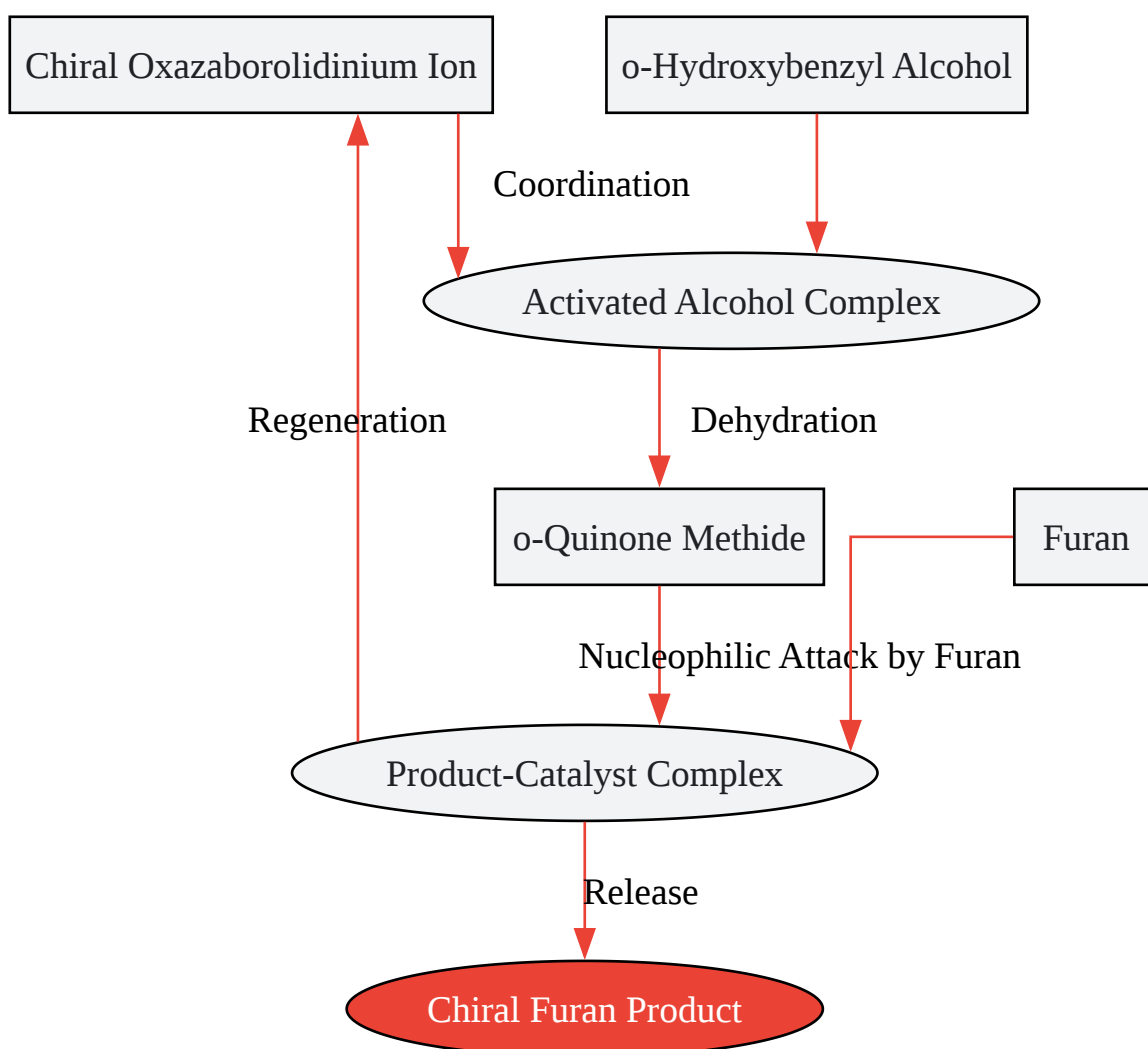 Chiral Oxazaborolidinium Ion
o-Hydroxybenzyl Alcohol
Coordination
Activated Alcohol Complex
Regeneration
Dehydration
o-Quinone Methide
Furan
Nucleophilic Attack by Furan
Product-Catalyst Complex
Release
Chiral Furan Product